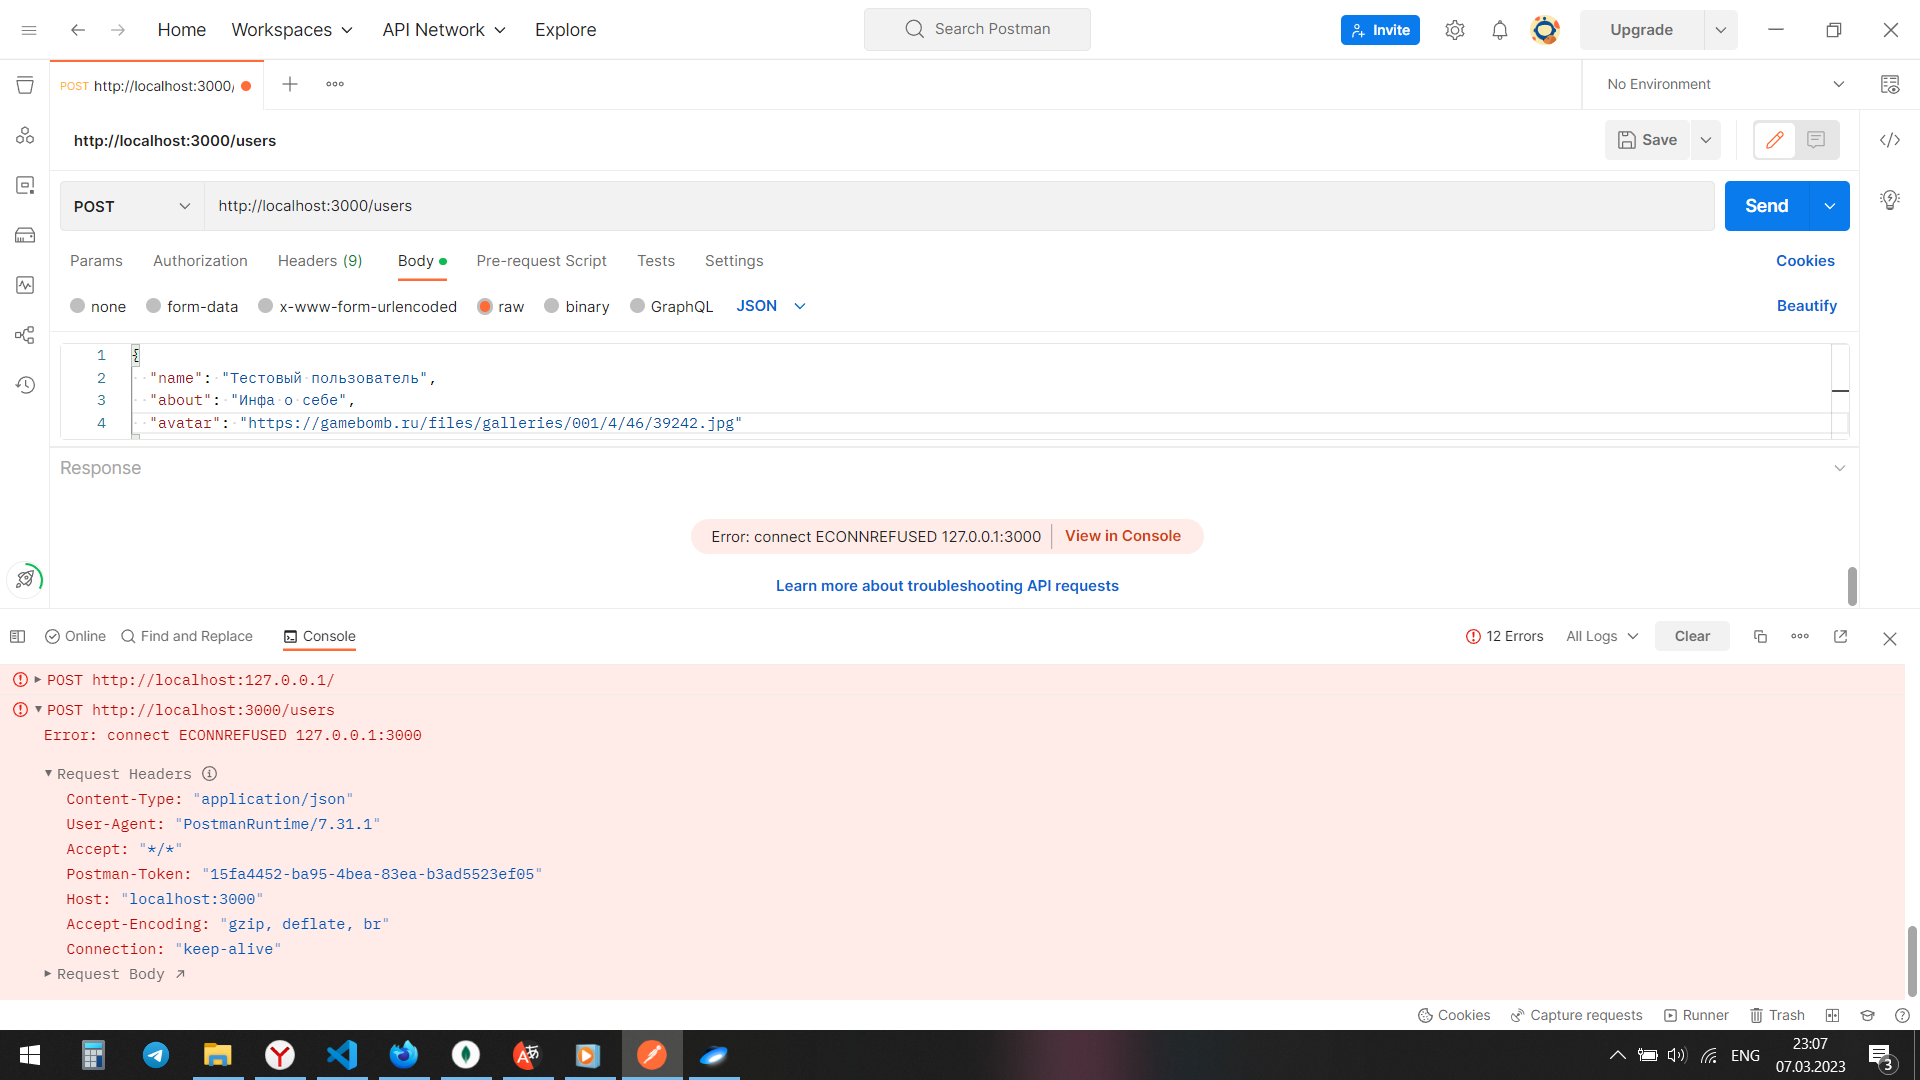 Home Workspaces API Network Explore Search Postman Invite Upgrade
POST http://localhost:3000/ No Environment
http://localhost:3000/users Save
POST http://localhost:3000/users Send
Params Authorization Headers (9) Body Pre-request Script Tests Settings Cookies
none form-data x-www-form-urlencoded raw binary GraphQL JSON Beautify
1 {
2 "name": "Тестовый пользователь",
3 "about": "Инфа о себе",
4 "avatar": "https://gamebomb.ru/files/galleries/001/4/46/39242.jpg"
Response
Error: connect ECONNREFUSED 127.0.0.1:3000 View in Console
Learn more about troubleshooting API requests
Online Find and Replace Console 12 Errors All Logs Clear
POST http://localhost:127.0.0.1/
POST http://localhost:3000/users
Error: connect ECONNREFUSED 127.0.0.1:3000
Request Headers
Content-Type: "application/json"
User-Agent: "PostmanRuntime/7.31.1"
Accept: "*/*"
Postman-Token: "15fa4452-ba95-4bea-83ea-b3ad5523ef05"
Host: "localhost:3000"
Accept-Encoding: "gzip, deflate, br"
Connection: "keep-alive"
Request Body
Cookies Capture requests Runner Trash
ENG 23:07
07.03.2023 3